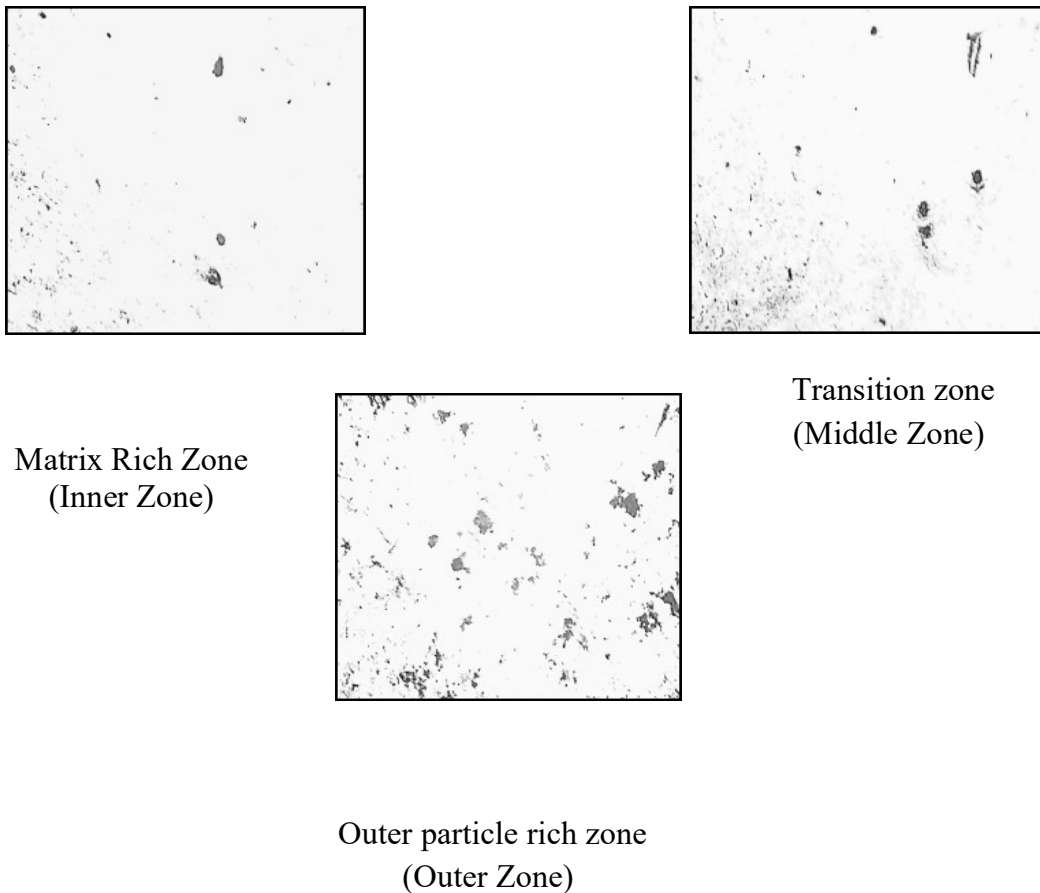 Transition zone
(Middle Zone)
Matrix Rich Zone
(Inner Zone)
Outer particle rich zone
(Outer Zone)